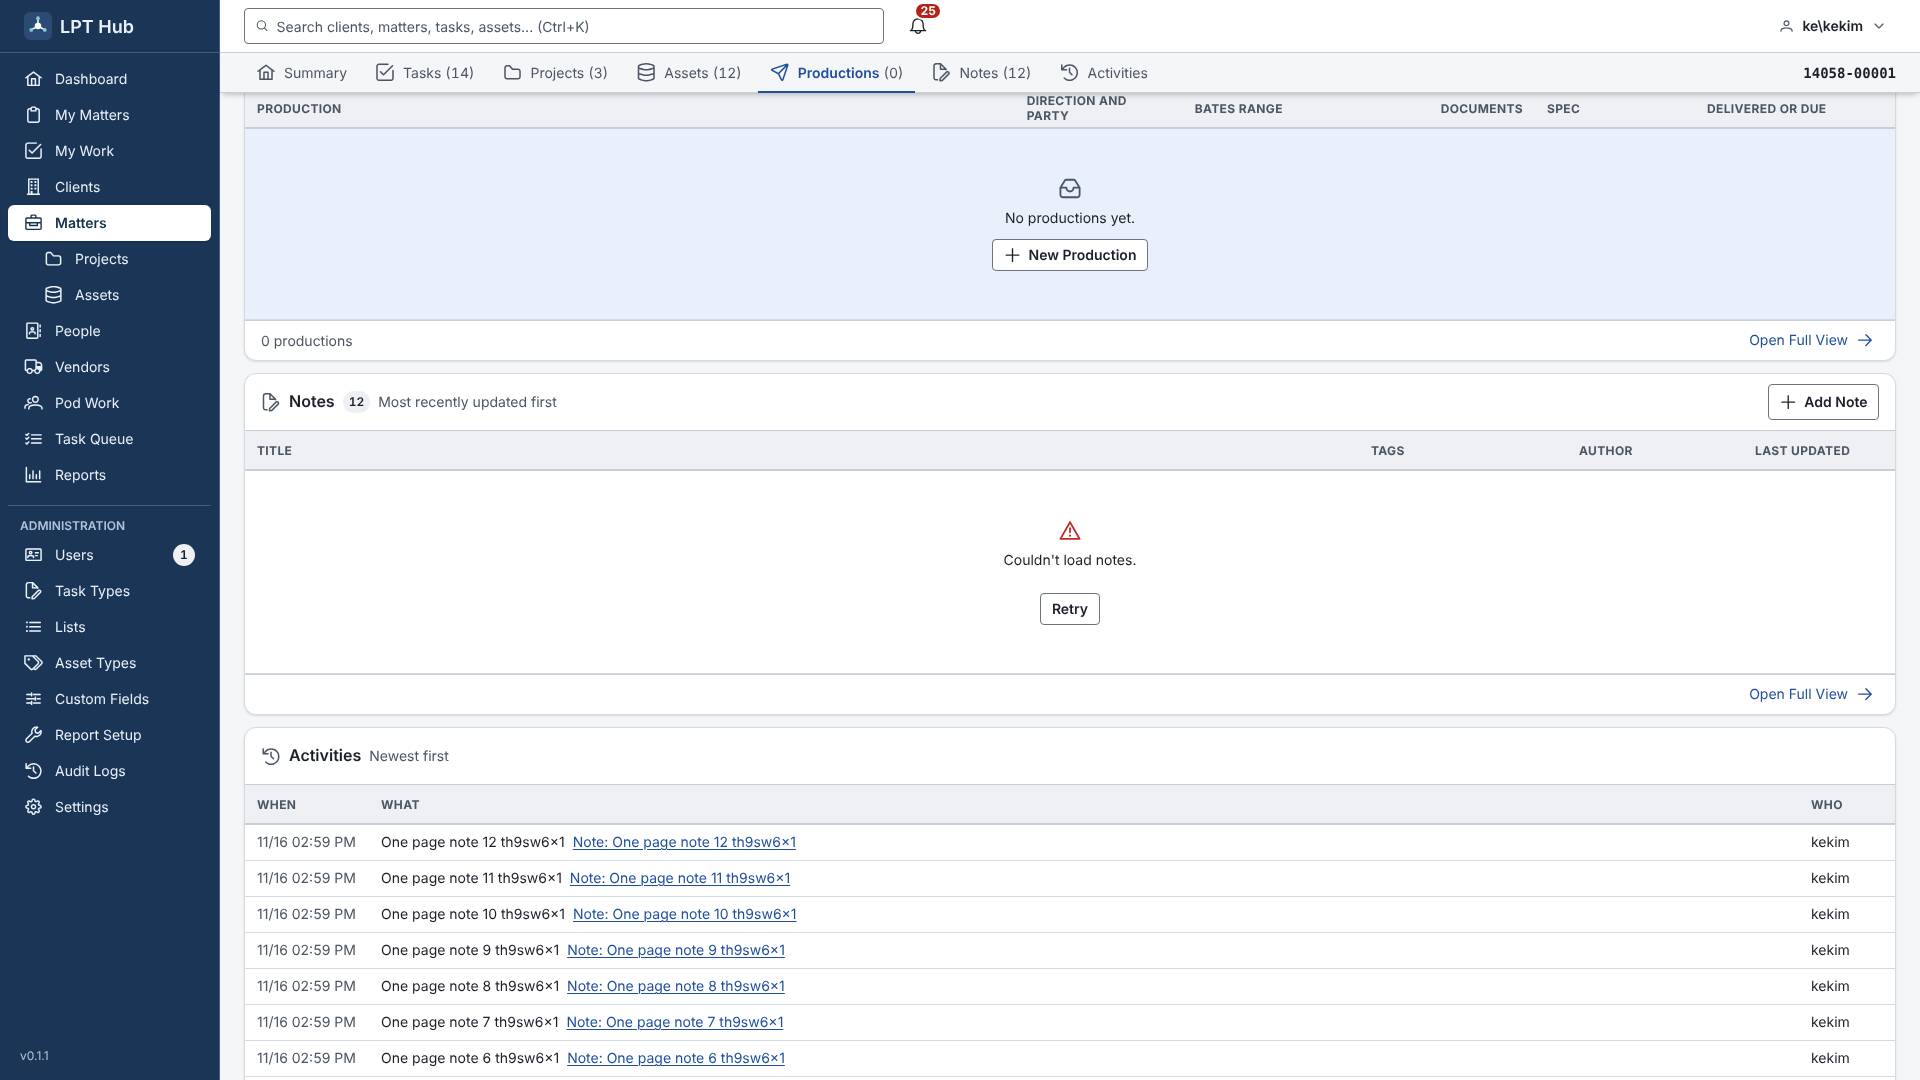 LPT Hub
Search clients, matters, tasks, assets... (Ctrl+K)
25
ke\kekim
Dashboard
My Matters
My Work
Clients
Matters
Projects
Assets
People
Vendors
Pod Work
Task Queue
Reports
ADMINISTRATION
Users 1
Task Types
Lists
Asset Types
Custom Fields
Report Setup
Audit Logs
Settings
v0.1.1
Summary Tasks (14) Projects (3) Assets (12) Productions (0) Notes (12) Activities 14058-00001
PRODUCTION DIRECTION AND PARTY BATES RANGE DOCUMENTS SPEC DELIVERED OR DUE
No productions yet.
New Production
0 productions Open Full View
Notes 12 Most recently updated first Add Note
TITLE TAGS AUTHOR LAST UPDATED
Couldn't load notes.
Retry
Open Full View
Activities Newest first
WHEN WHAT WHO
11/16 02:59 PM One page note 12 th9sw6×1 Note: One page note 12 th9sw6×1 kekim
11/16 02:59 PM One page note 11 th9sw6×1 Note: One page note 11 th9sw6×1 kekim
11/16 02:59 PM One page note 10 th9sw6×1 Note: One page note 10 th9sw6×1 kekim
11/16 02:59 PM One page note 9 th9sw6×1 Note: One page note 9 th9sw6×1 kekim
11/16 02:59 PM One page note 8 th9sw6×1 Note: One page note 8 th9sw6×1 kekim
11/16 02:59 PM One page note 7 th9sw6×1 Note: One page note 7 th9sw6×1 kekim
11/16 02:59 PM One page note 6 th9sw6×1 Note: One page note 6 th9sw6×1 kekim